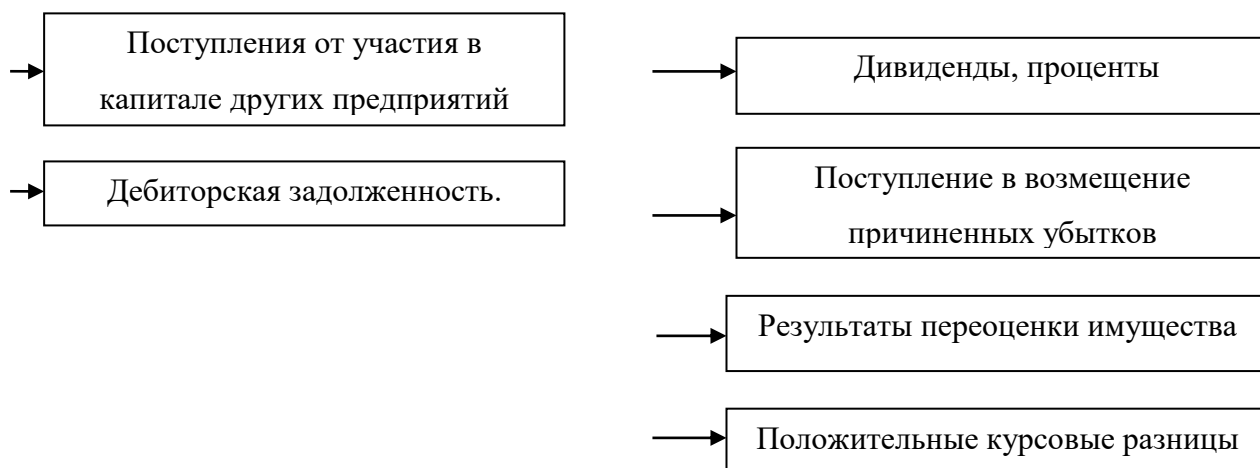 Поступления от участия в
капитале других предприятий
Дебиторская задолженность.
Дивиденды, проценты
Поступление в возмещение
причиненных убытков
Результаты переоценки имущества
Положительные курсовые разницы